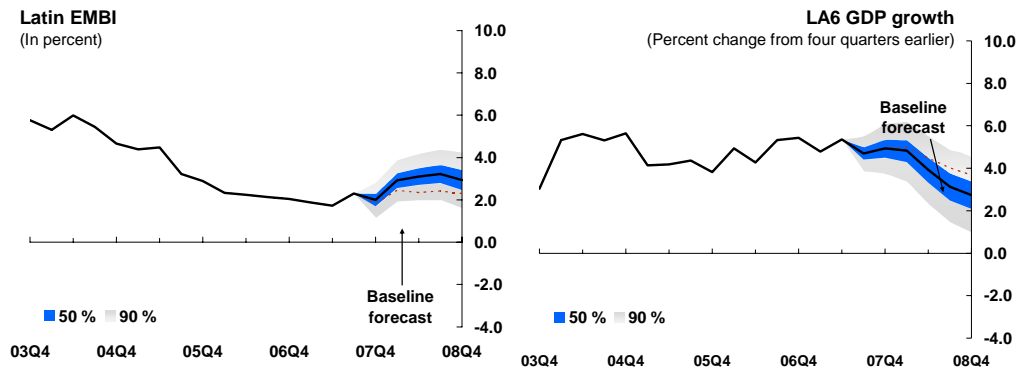 Latin EMBI
(In percent)
10.0
8.0
6.0
4.0
2.0
0.0
-2.0
-4.0
Baseline
forecast
50 %
90 %
03Q4
04Q4
05Q4
06Q4
07Q4
08Q4
LA6 GDP growth
(Percent change from four quarters earlier)
10.0
8.0
6.0
4.0
2.0
0.0
-2.0
-4.0
Baseline
forecast
50 %
90 %
03Q4
04Q4
05Q4
06Q4
07Q4
08Q4